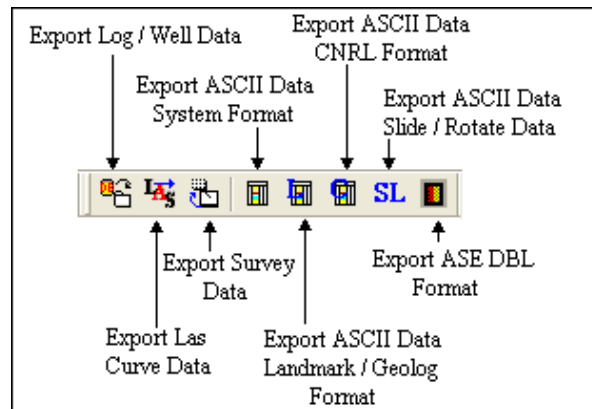 Export Log / Well Data
Export ASCII Data
System Format
Export ASCII Data
CNRL Format
Export ASCII Data
Slide / Rotate Data
LAS
SL
Export Survey
Data
Export ASE DBL
Format
Export Las
Curve Data
Export ASCII Data
Landmark / Geolog
Format